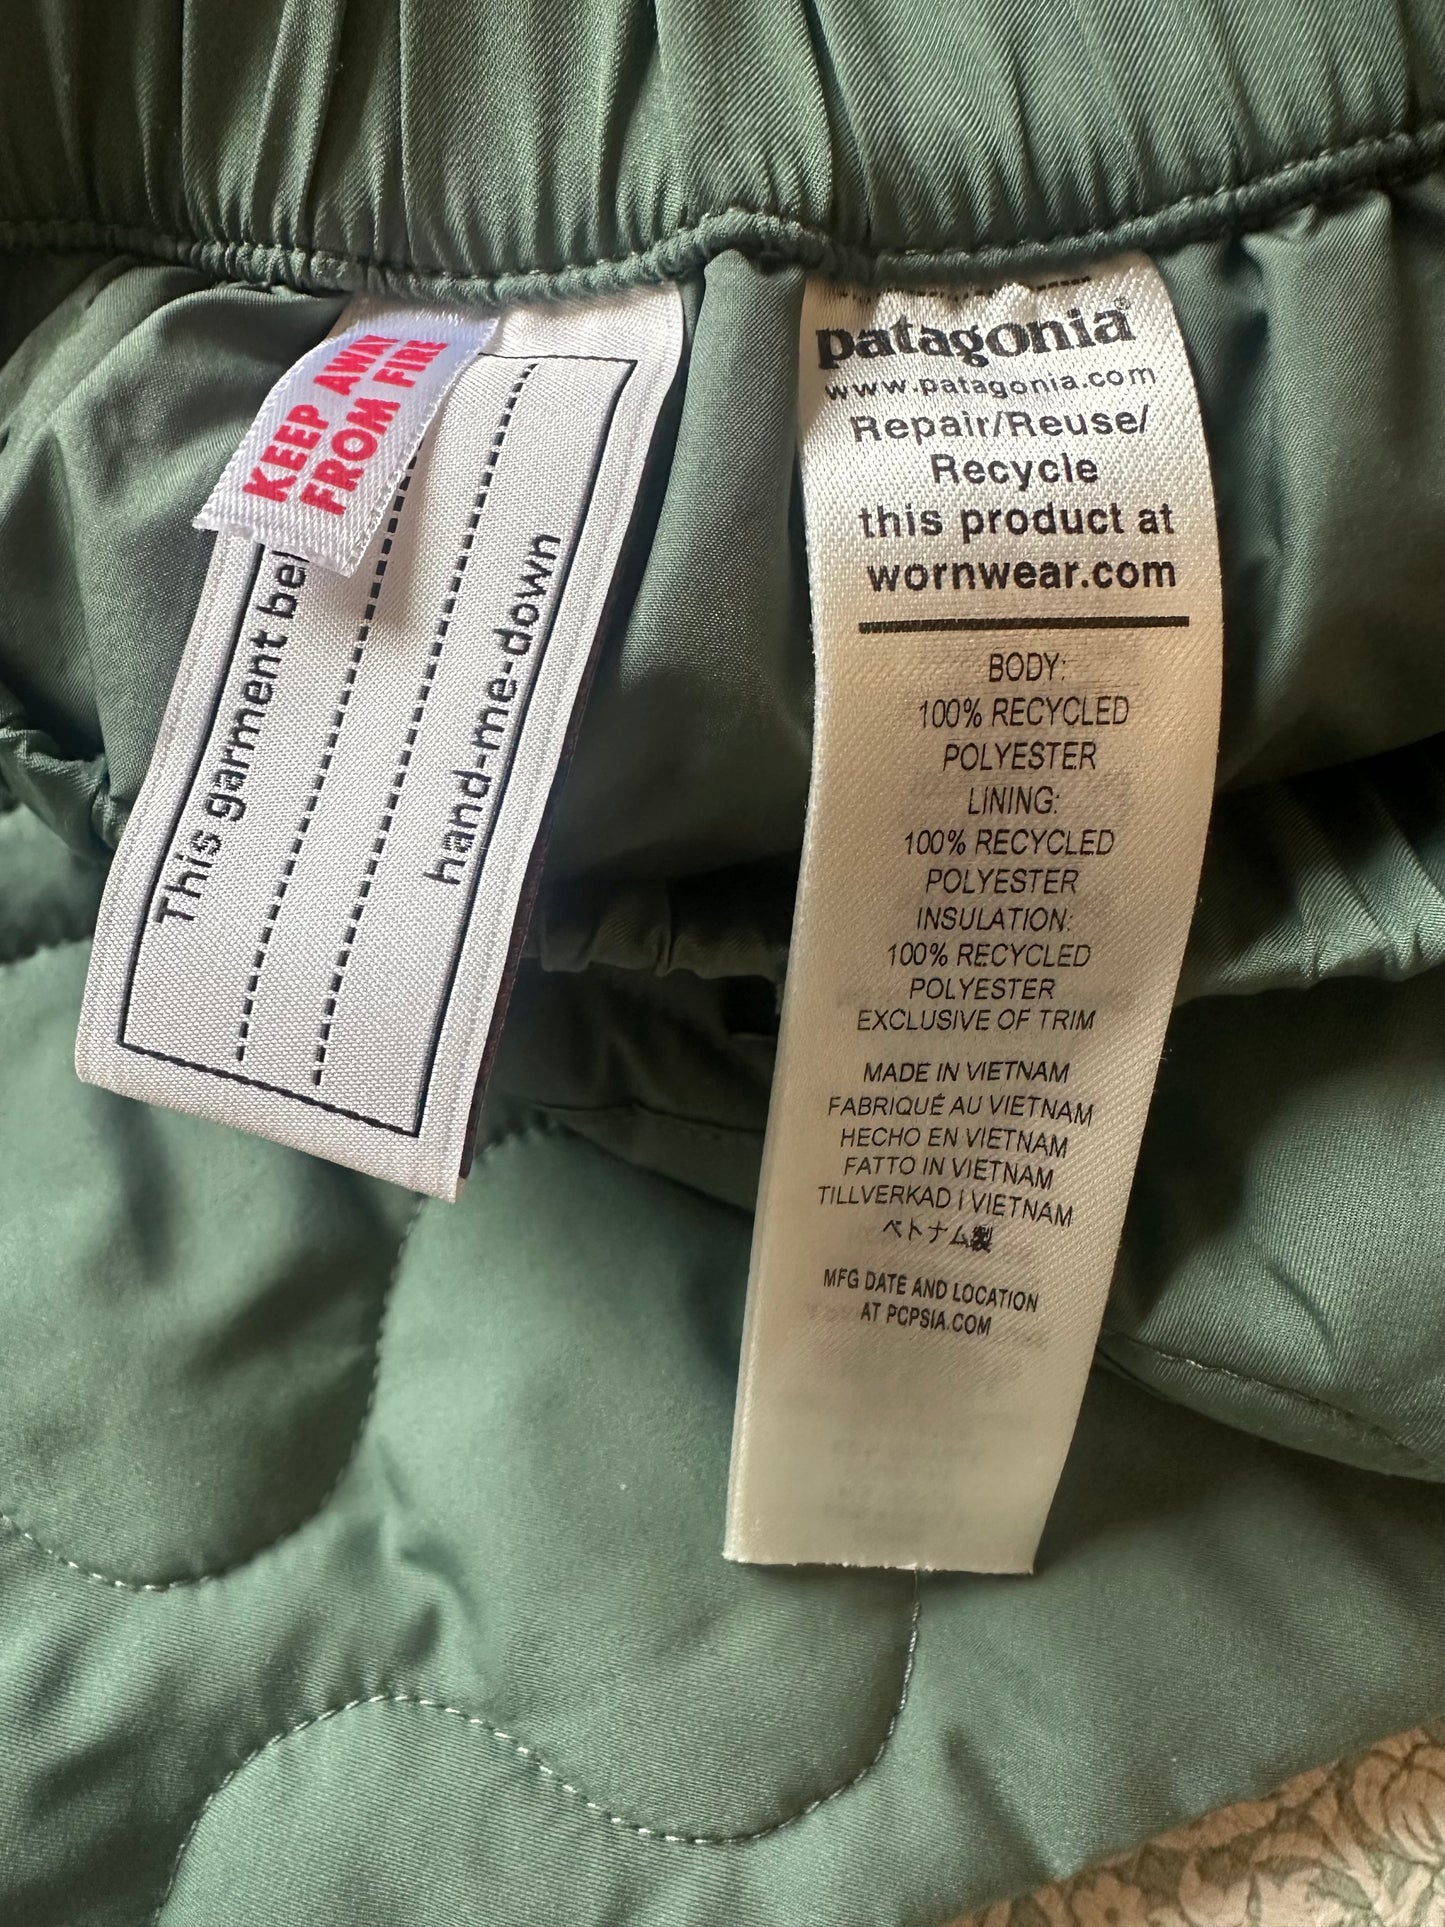 KEEP AWAY
FROM FIRE
This garment
hand-me-down
patagonia®
www.patagonia.com
Repair/Reuse/
Recycle
this product at
wornwear.com
BODY:
100% RECYCLED
POLYESTER
LINING:
100% RECYCLED
POLYESTER
INSULATION:
100% RECYCLED
POLYESTER
EXCLUSIVE OF TRIM
MADE IN VIETNAM
FABRIQUÉ AU VIETNAM
HECHO EN VIETNAM
FATTO IN VIETNAM
TILLVERKAD I VIETNAM
ベトナム製
MFG DATE AND LOCATION
AT PCPSIA.COM